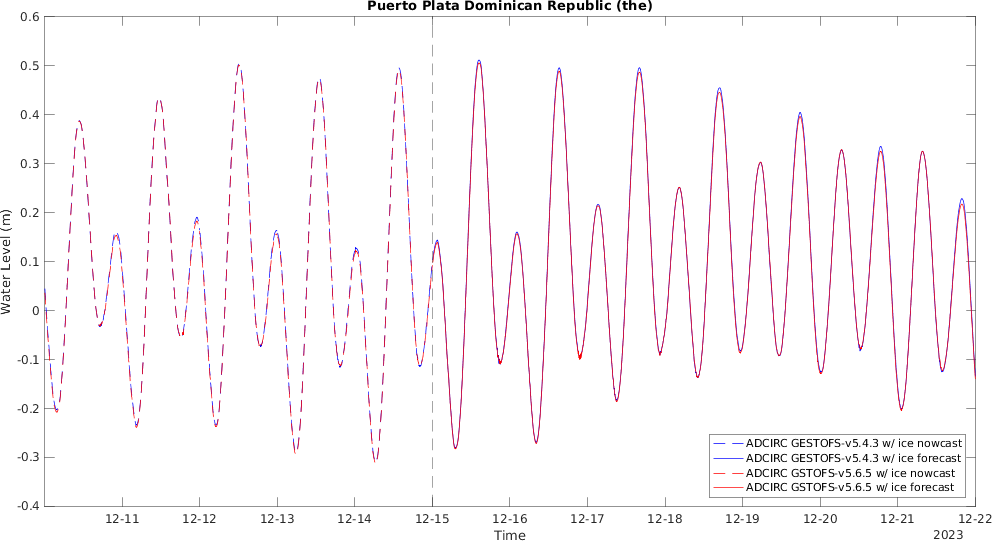 Puerto Plata Dominican Republic (the)
0.6
0.5
0.4
0.3
0.2
0.1
0
-0.1
-0.2
-0.3
-0.4
Water Level (m)
ADCIRC GESTOFS-v5.4.3 w/ ice nowcast
ADCIRC GESTOFS-v5.4.3 w/ ice forecast
ADCIRC GSTOFS-v5.6.5 w/ ice nowcast
ADCIRC GSTOFS-v5.6.5 w/ ice forecast
12-11 12-12 12-13 12-14 12-15 12-16 12-17 12-18 12-19 12-20 12-21 12-22
Time
2023